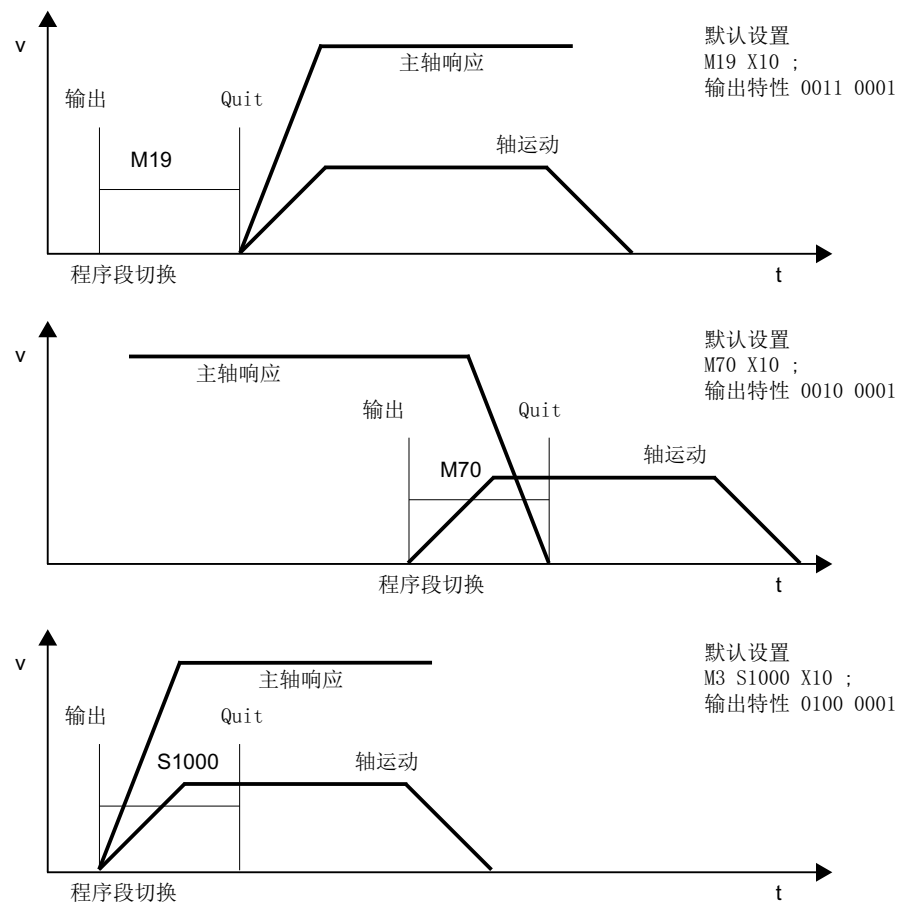 v
主轴响应
默认设置
M19 X10 ;
输出特性 0011 0001
输出
Quit
轴运动
M19
程序段切换
t
v
主轴响应
默认设置
M70 X10 ;
输出特性 0010 0001
输出
Quit
轴运动
M70
程序段切换
t
v
主轴响应
默认设置
M3 S1000 X10 ;
输出特性 0100 0001
输出
Quit
S1000
轴运动
程序段切换
t